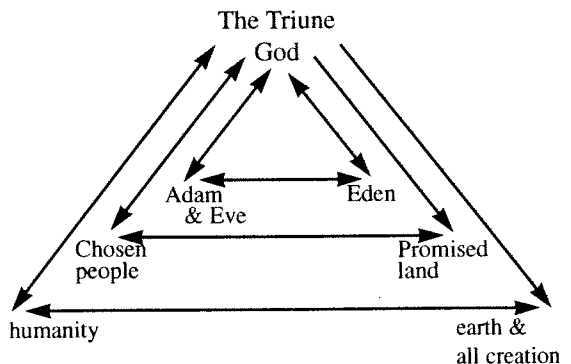 The Triune
God
Adam
& Eve
Eden
Chosen
people
Promised
land
humanity
earth &
all creation